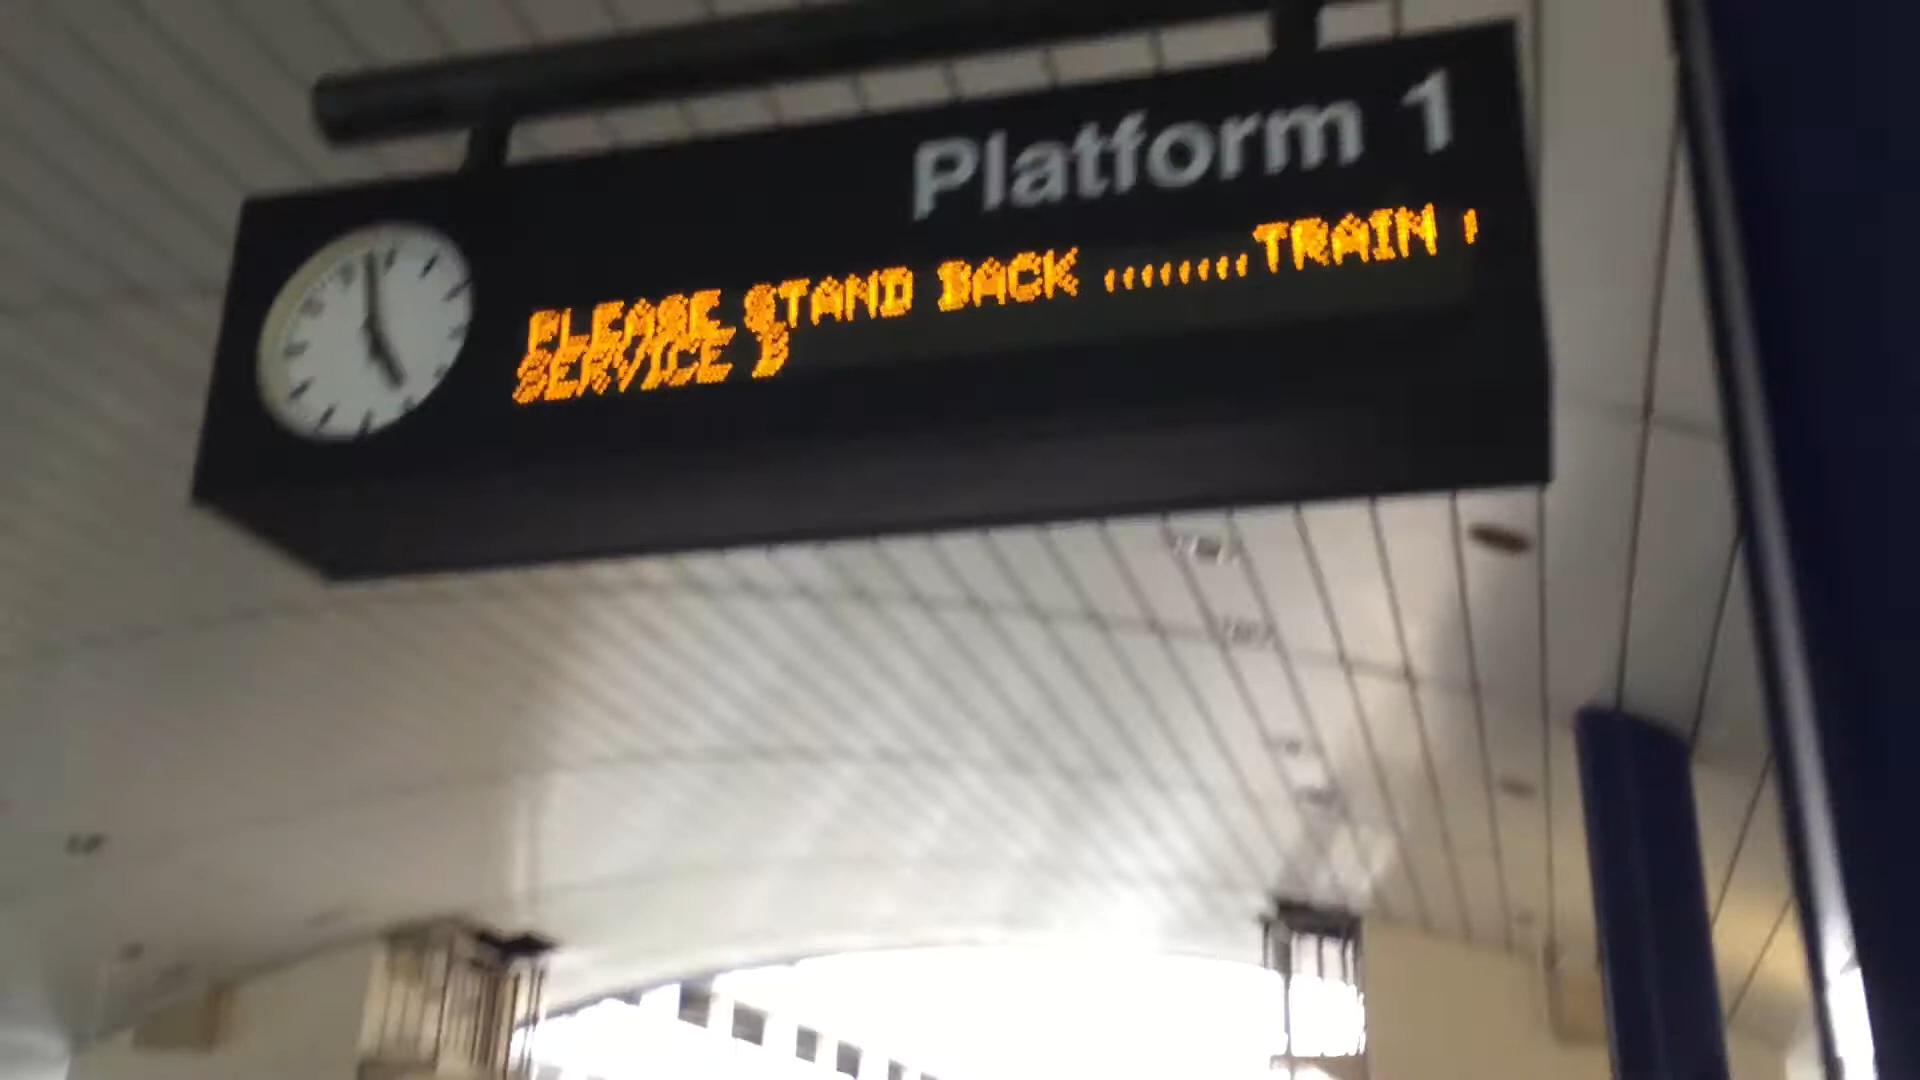 Platform 1
PLEASE STAND BACK ........TRAIN
SERVICE